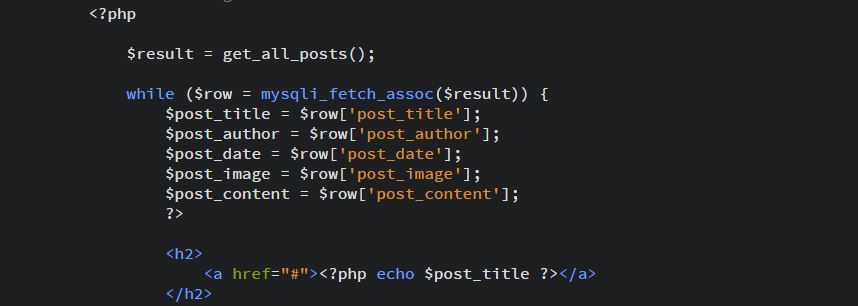 <?php
$result = get_all_posts();
while ($row = mysqli_fetch_assoc($result)) {
$post_title = $row['post_title'];
$post_author = $row['post_author'];
$post_date = $row['post_date'];
$post_image = $row['post_image'];
$post_content = $row['post_content'];
?>
<h2>
<a href="#"><?php echo $post_title ?></a>
</h2>